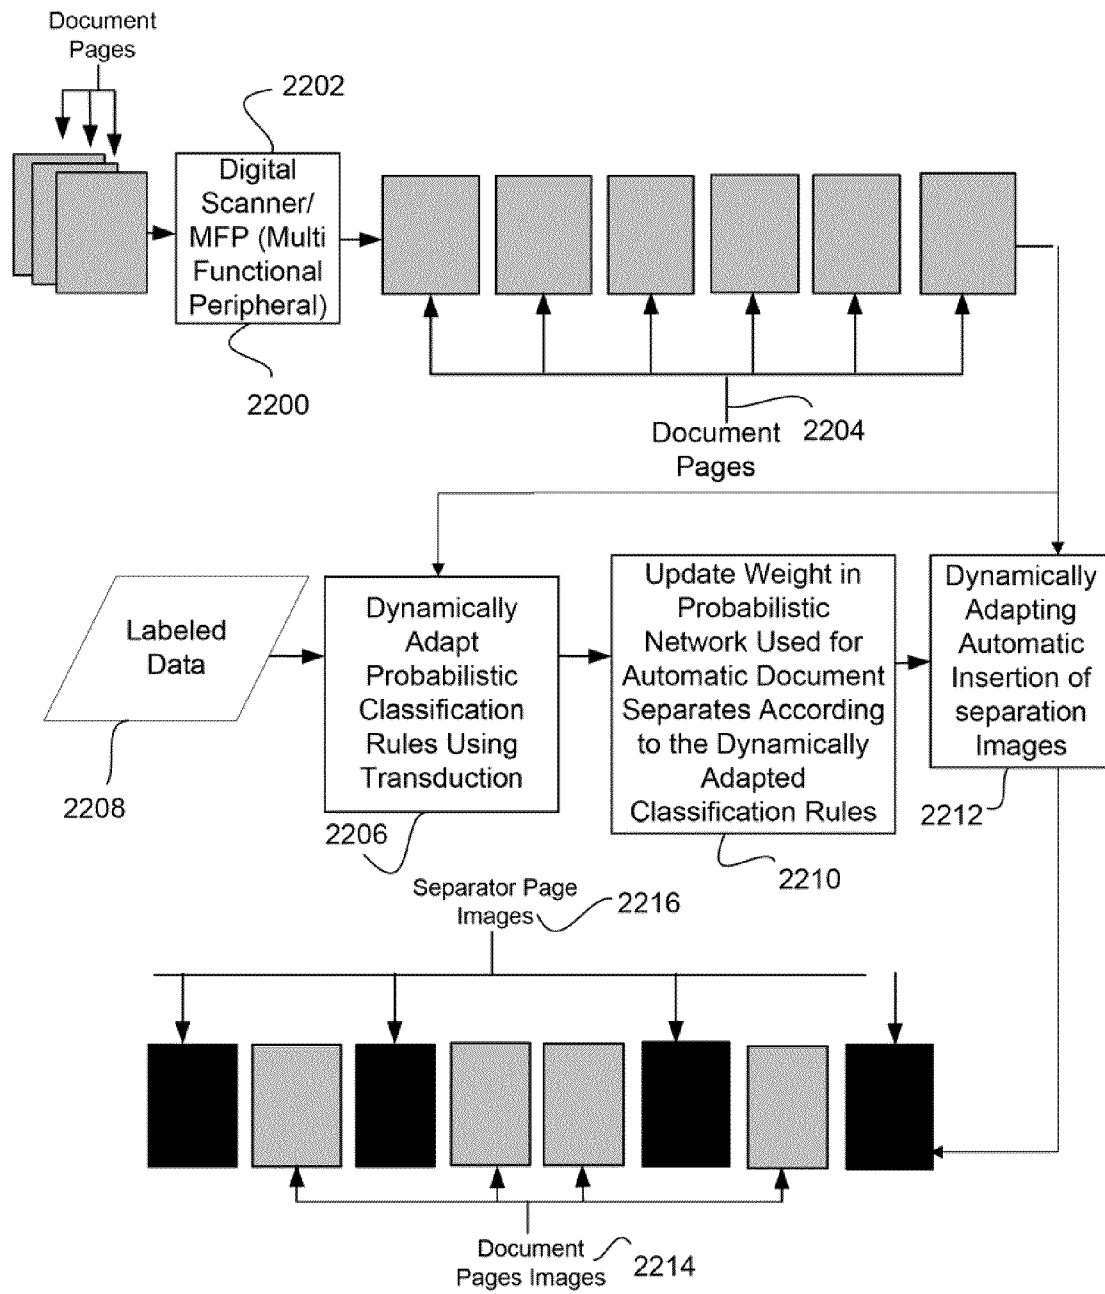 Document
Pages
2202
Digital
Scanner/
MFP (Multi
Functional
Peripheral)
2200
Document
Pages
2204
Labeled
Data
2208
Dynamically
Adapt
Probabilistic
Classification
Rules Using
Transduction
2206
Update Weight in
Probabilistic
Network Used for
Automatic Document
Separates According
to the Dynamically
Adapted
Classification Rules
2210
Dynamically
Adapting
Automatic
Insertion of
separation
Images
2212
Separator Page
Images
2216
Document
Pages Images
2214